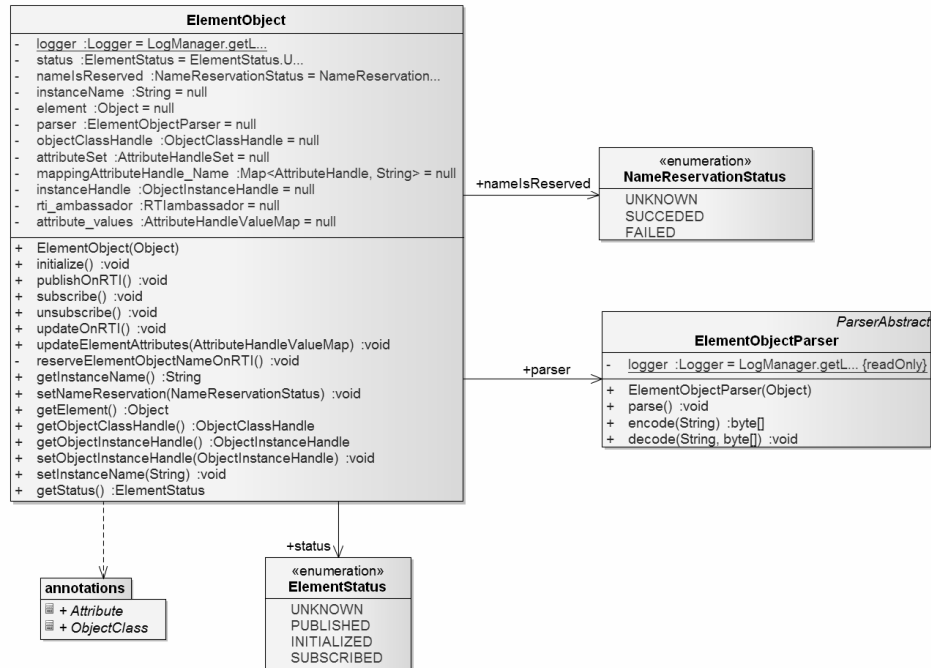 ElementObject
- logger :Logger = LogManager.getL...
- status :ElementStatus = ElementStatus.U...
- nameIsReserved :NameReservationStatus = NameReservation...
- instanceName :String = null
- element :Object = null
- parser :ElementObjectParser = null
- objectClassHandle :ObjectClassHandle = null
- attributeSet :AttributeHandleSet = null
- mappingAttributeHandle_Name :Map<AttributeHandle, String> = null
- instanceHandle :ObjectInstanceHandle = null
- rti_ambassador :RTIambassador = null
- attribute_values :AttributeHandleValueMap = null
+ ElementObject(Object)
+ initialize() :void
+ publishOnRTI() :void
+ subscribe() :void
+ unsubscribe() :void
+ updateOnRTI() :void
+ updateElementAttributes(AttributeHandleValueMap) :void
- reserveElementObjectNameOnRTI() :void
+ getInstanceName() :String
+ setNameReservation(NameReservationStatus) :void
+ getElement() :Object
+ getObjectClassHandle() :ObjectClassHandle
+ getObjectInstanceHandle() :ObjectInstanceHandle
+ setObjectInstanceHandle(ObjectInstanceHandle) :void
+ setInstanceName(String) :void
+ getStatus() :ElementStatus
+nameIsReserved
«enumeration»
NameReservationStatus
UNKNOWN
SUCCEDED
FAILED
+parser
ParserAbstract
ElementObjectParser
- logger :Logger = LogManager.getL... {readOnly}
+ ElementObjectParser(Object)
+ parse() :void
+ encode(String) :byte[]
+ decode(String, byte[]) :void
+status
«enumeration»
ElementStatus
UNKNOWN
PUBLISHED
INITIALIZED
SUBSCRIBED
annotations
+ Attribute
+ ObjectClass